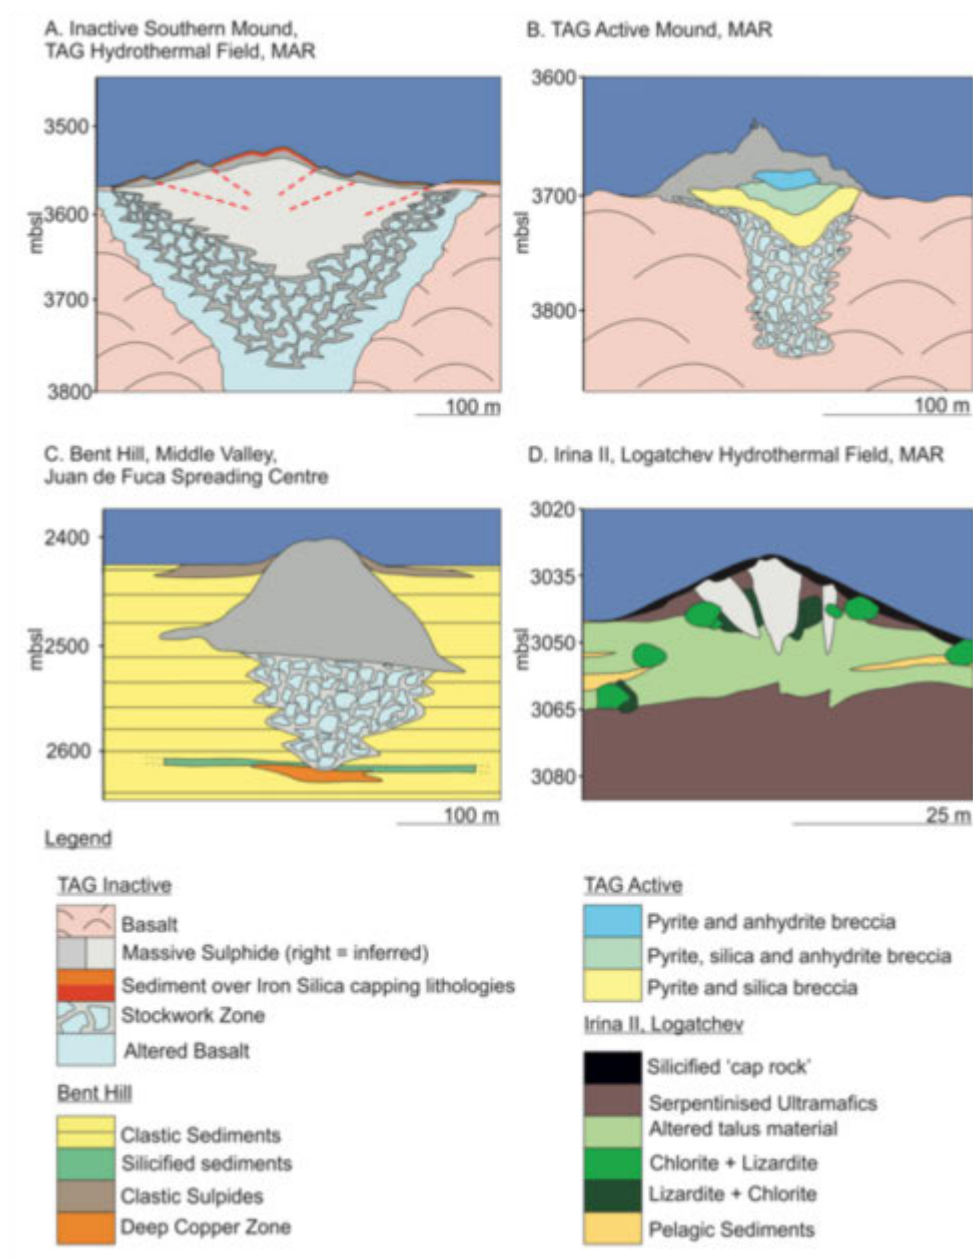 A. Inactive Southern Mound,
TAG Hydrothermal Field, MAR
3500
3600
3700
3800
mbsl
100 m
B. TAG Active Mound, MAR
3600
3700
3800
mbsl
100 m
C. Bent Hill, Middle Valley,
Juan de Fuca Spreading Centre
2400
2500
2600
mbsl
100 m
D. Irina II, Logatchev Hydrothermal Field, MAR
3020
3035
3050
3065
3080
mbsl
25 m
Legend
TAG Inactive
Basalt
Massive Sulphide (right = inferred)
Sediment over Iron Silica capping lithologies
Stockwork Zone
Altered Basalt
Bent Hill
Clastic Sediments
Silicified sediments
Clastic Sulpides
Deep Copper Zone
TAG Active
Pyrite and anhydrite breccia
Pyrite, silica and anhydrite breccia
Pyrite and silica breccia
Irina II, Logatchev
Silicified ‘cap rock’
Serpentinised Ultramafics
Altered talus material
Chlorite + Lizardite
Lizardite + Chlorite
Pelagic Sediments